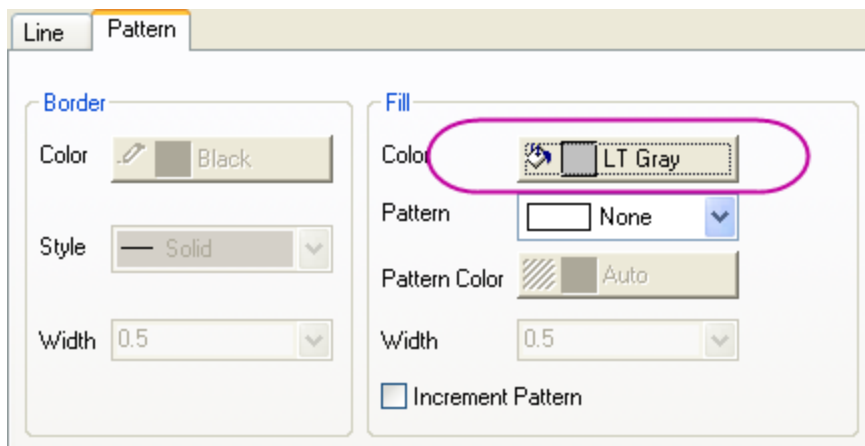 Line Pattern
Border
Color Black
Style Solid
Width 0.5
Fill
Color LT Gray
Pattern None
Pattern Color Auto
Width 0.5
Increment Pattern